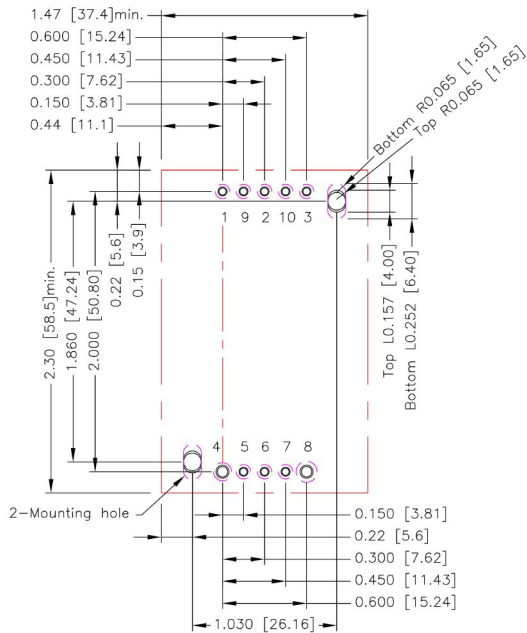 1.47 [37.4]min.
0.600 [15.24]
0.450 [11.43]
0.300 [7.62]
0.150 [3.81]
0.44 [11.1]
Bottom R0.065 [1.65]
Top R0.065 [1.65]
1 9 2 10 3
2.30 [58.5]min.
1.860 [47.24]
2.000 [50.80]
0.22 [5.6]
0.15 [3.9]
Top L0.157 [4.00]
Bottom L0.252 [6.40]
4 5 6 7 8
2-Mounting hole
0.150 [3.81]
0.22 [5.6]
0.300 [7.62]
0.450 [11.43]
0.600 [15.24]
1.030 [26.16]